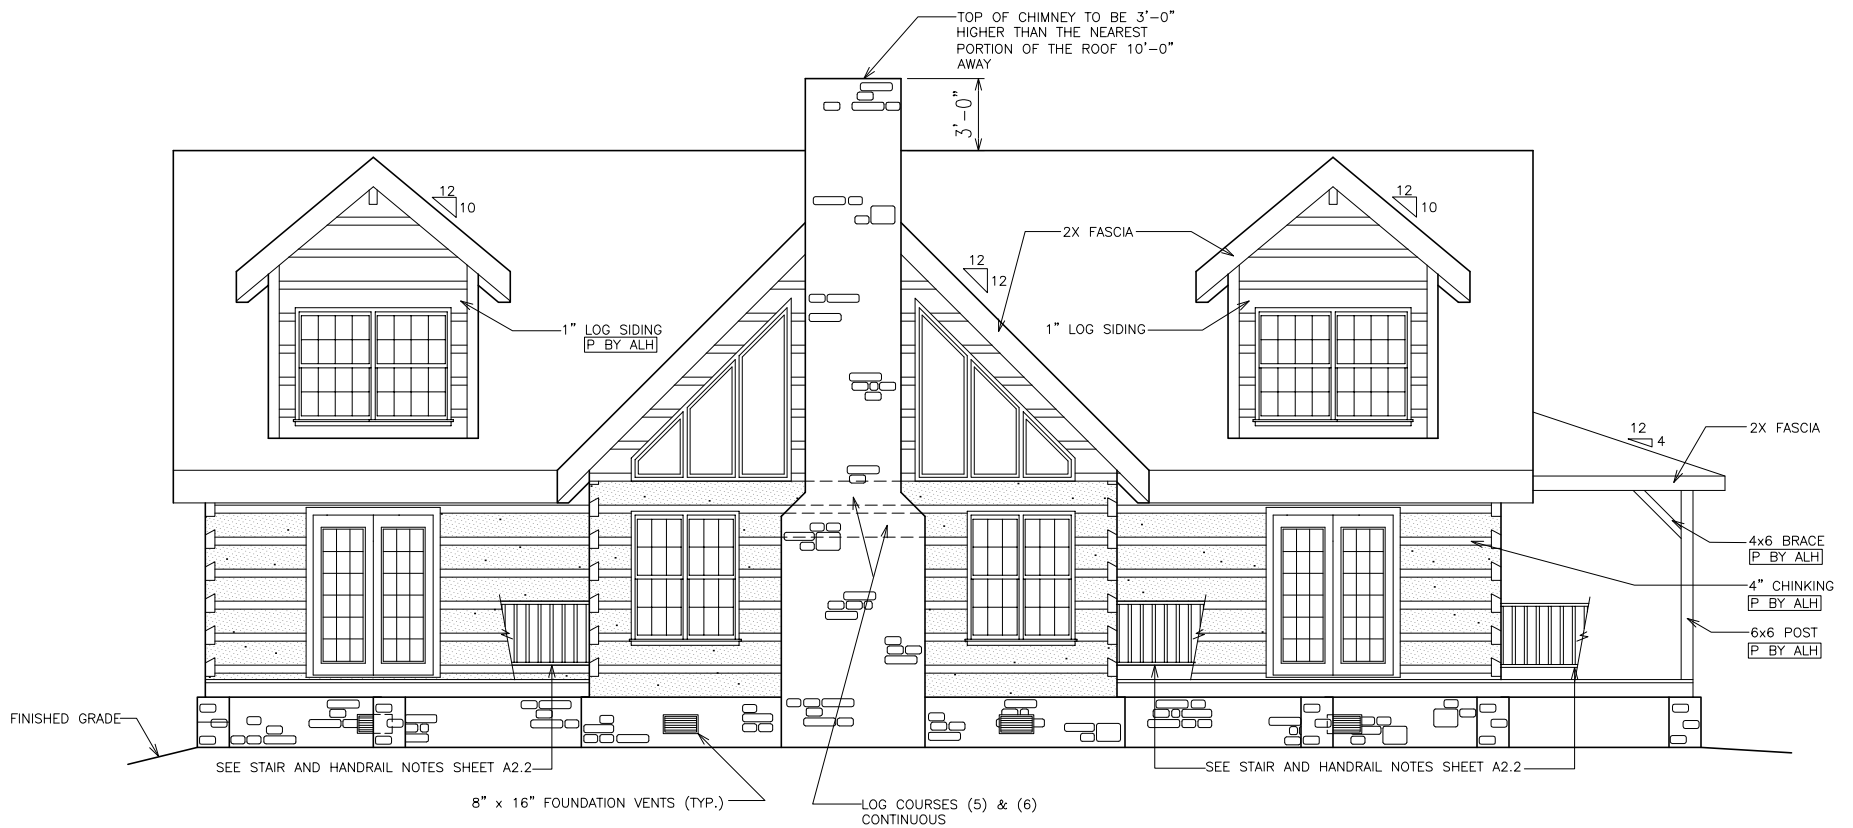 TOP OF CHIMNEY TO BE 3'-0"
HIGHER THAN THE NEAREST
PORTION OF THE ROOF 10'-0"
AWAY
3'-0"
12
10
12
10
2X FASCIA
12
12
1" LOG SIDING
P BY ALH
1" LOG SIDING
12
4
2X FASCIA
4x6 BRACE
P BY ALH
4" CHINKING
P BY ALH
6x6 POST
P BY ALH
FINISHED GRADE
SEE STAIR AND HANDRAIL NOTES SHEET A2.2
SEE STAIR AND HANDRAIL NOTES SHEET A2.2
8" x 16" FOUNDATION VENTS (TYP.)
LOG COURSES (5) & (6)
CONTINUOUS